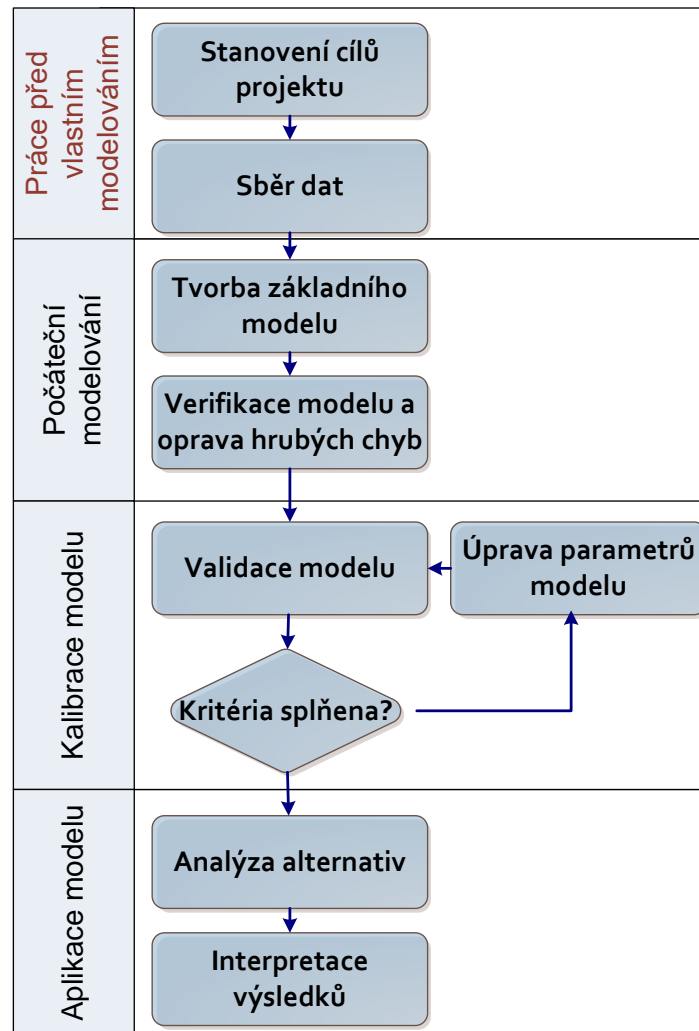 Práce před
vlastním
modelováním
Stanovení cílů
projektu
Sběr dat
Počáteční
modelování
Tvorba základního
modelu
Verifikace modelu a
oprava hrubých chyb
Kalibrace modelu
Validace modelu
Úprava parametrů
modelu
Kritéria splňena?
Aplikace modelu
Analýza alternativ
Interpretace
výsledků